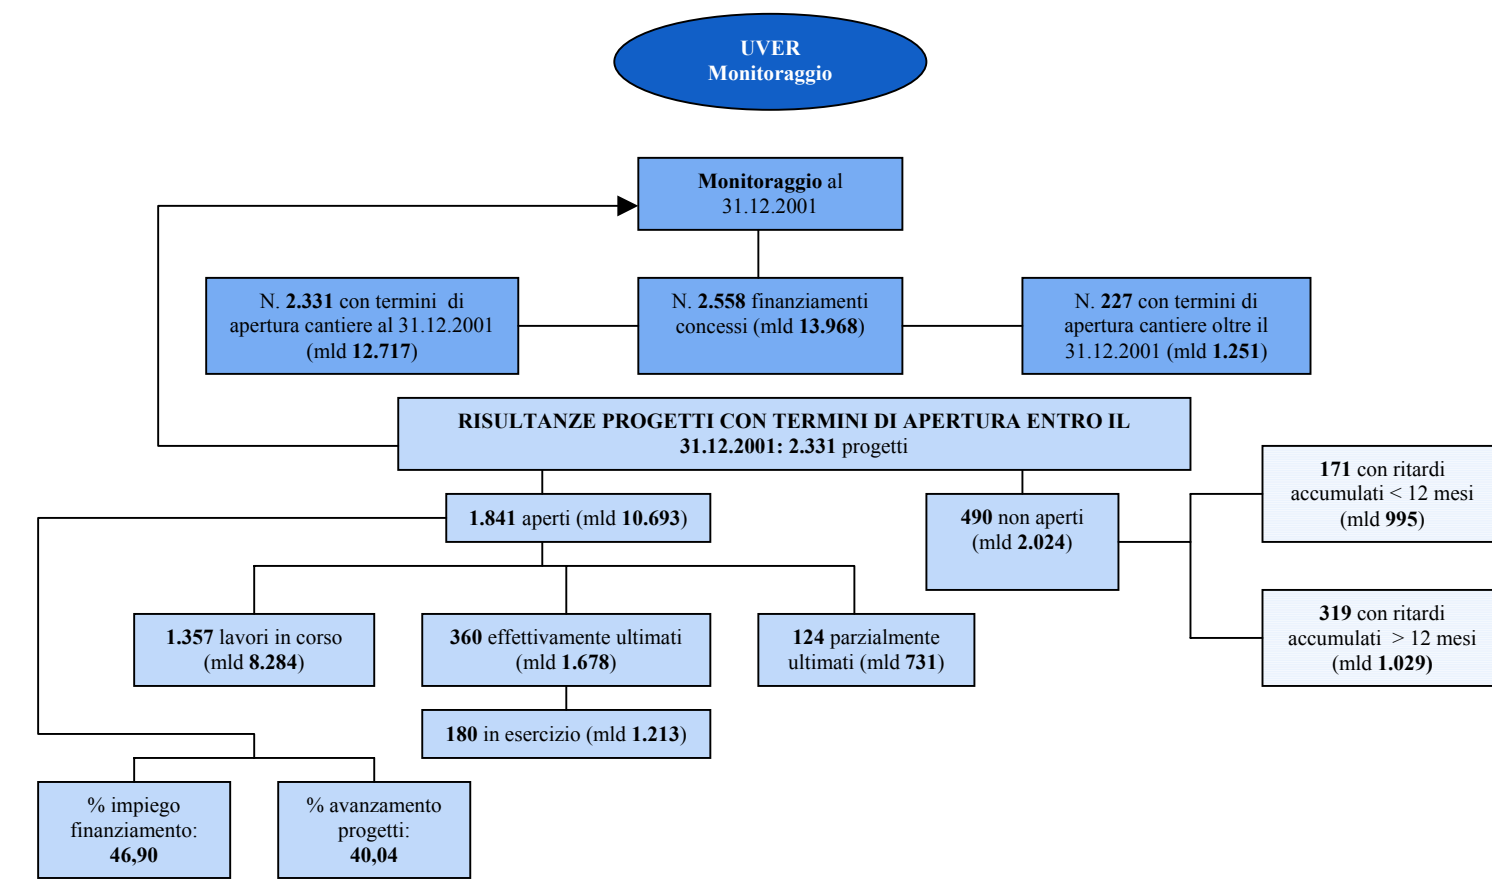 UVER
Monitoraggio
Monitoraggio al
31.12.2001
N. 2.331 con termini di
apertura cantiere al 31.12.2001
(mld 12.717)
N. 2.558 finanziamenti
concessi (mld 13.968)
N. 227 con termini di
apertura cantiere oltre il
31.12.2001 (mld 1.251)
RISULTANZE PROGETTI CON TERMINI DI APERTURA ENTRO IL
31.12.2001: 2.331 progetti
171 con ritardi
accumulati < 12 mesi
(mld 995)
1.841 aperti (mld 10.693)
490 non aperti
(mld 2.024)
319 con ritardi
accumulati > 12 mesi
(mld 1.029)
1.357 lavori in corso
(mld 8.284)
360 effettivamente ultimati
(mld 1.678)
124 parzialmente
ultimati (mld 731)
180 in esercizio (mld 1.213)
% impiego
finanziamento:
46,90
% avanzamento
progetti:
40,04